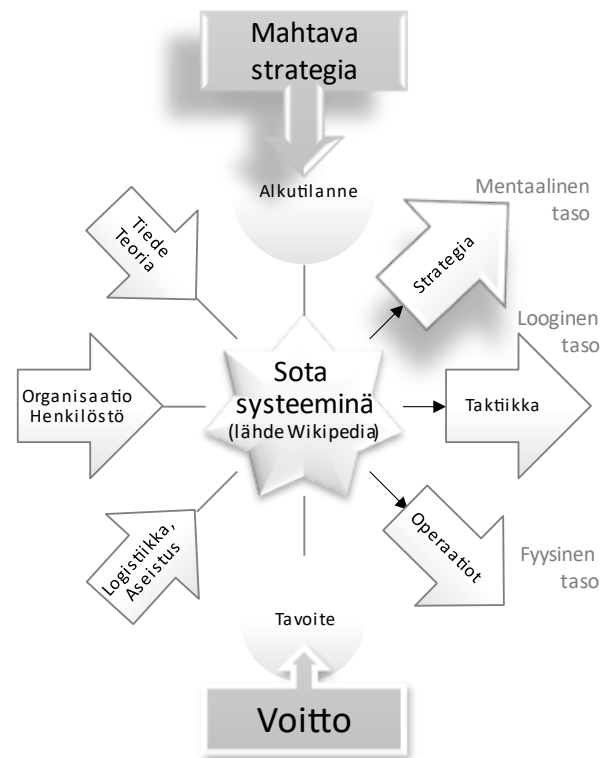 Mahtava
strategia
Alkutilanne
Mentaalinen
taso
Tiede
Teoria
Strategia
Looginen
taso
Organisaatio
Henkilöstö
Sota
systeeminä
(lähde Wikipedia)
Taktiikka
Logistiikka,
Aseistus
Operaatiot
Fyysinen
taso
Tavoite
Voitto